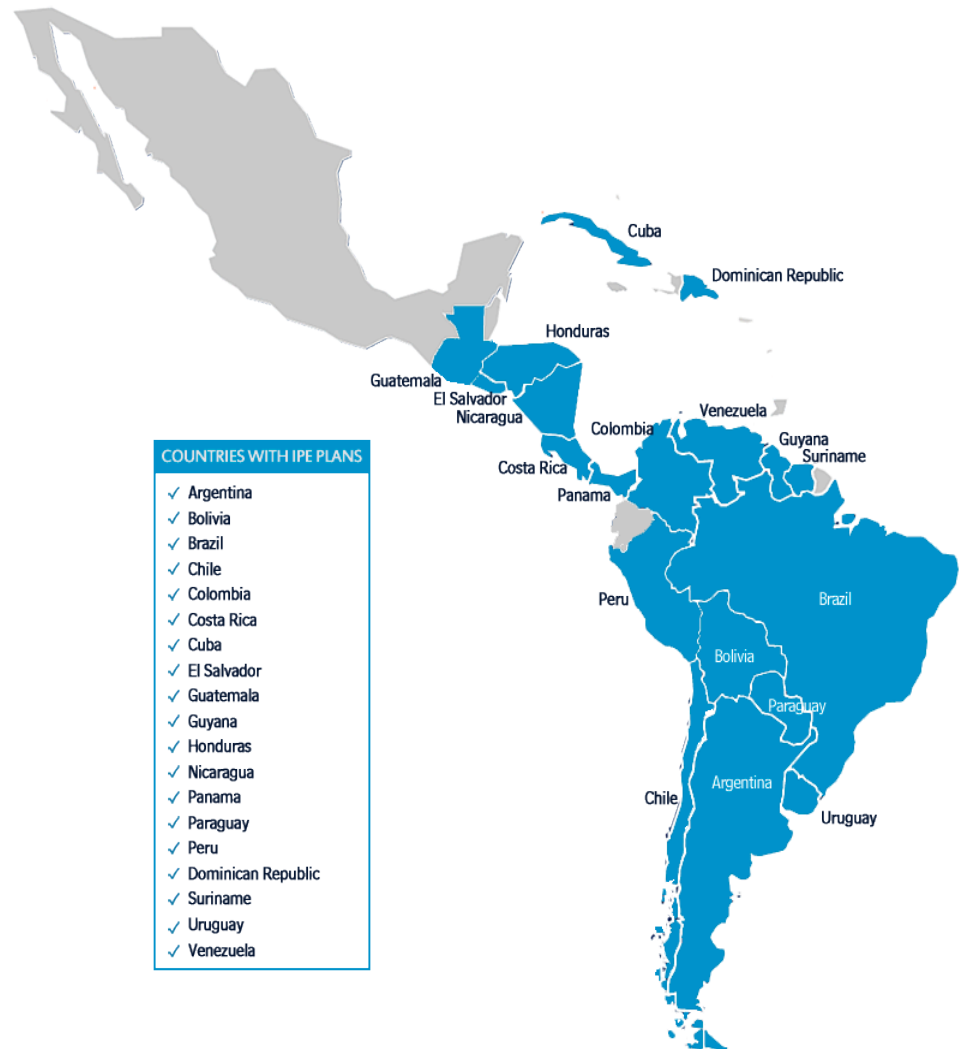 Cuba
Dominican Republic
Honduras
Guatemala
El Salvador
Nicaragua
Colombia
Venezuela
Guyana
Suriname
Costa Rica
Panama
Peru
Brazil
Bolivia
Paraguay
Argentina
Chile
Uruguay
COUNTRIES WITH IPE PLANS
✓ Argentina
✓ Bolivia
✓ Brazil
✓ Chile
✓ Colombia
✓ Costa Rica
✓ Cuba
✓ El Salvador
✓ Guatemala
✓ Guyana
✓ Honduras
✓ Nicaragua
✓ Panama
✓ Paraguay
✓ Peru
✓ Dominican Republic
✓ Suriname
✓ Uruguay
✓ Venezuela